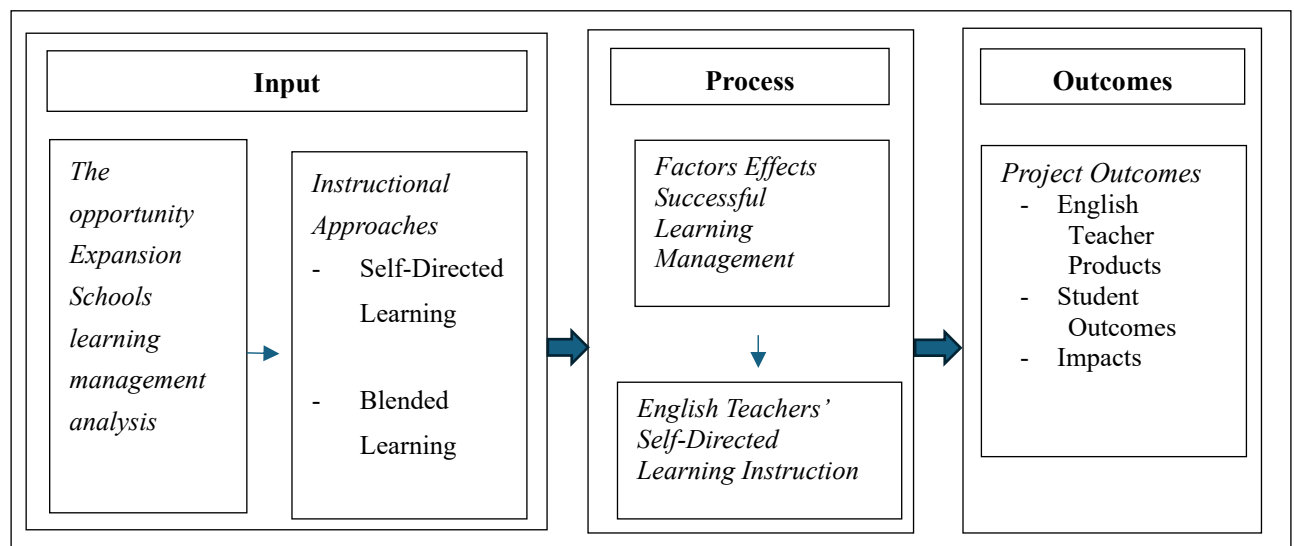 Input
The
opportunity
Expansion
Schools
learning
management
analysis
Instructional
Approaches
- Self-Directed
Learning
- Blended
Learning
Process
Factors Effects
Successful
Learning
Management
English Teachers’
Self-Directed
Learning Instruction
Outcomes
Project Outcomes
- English
Teacher
Products
- Student
Outcomes
- Impacts